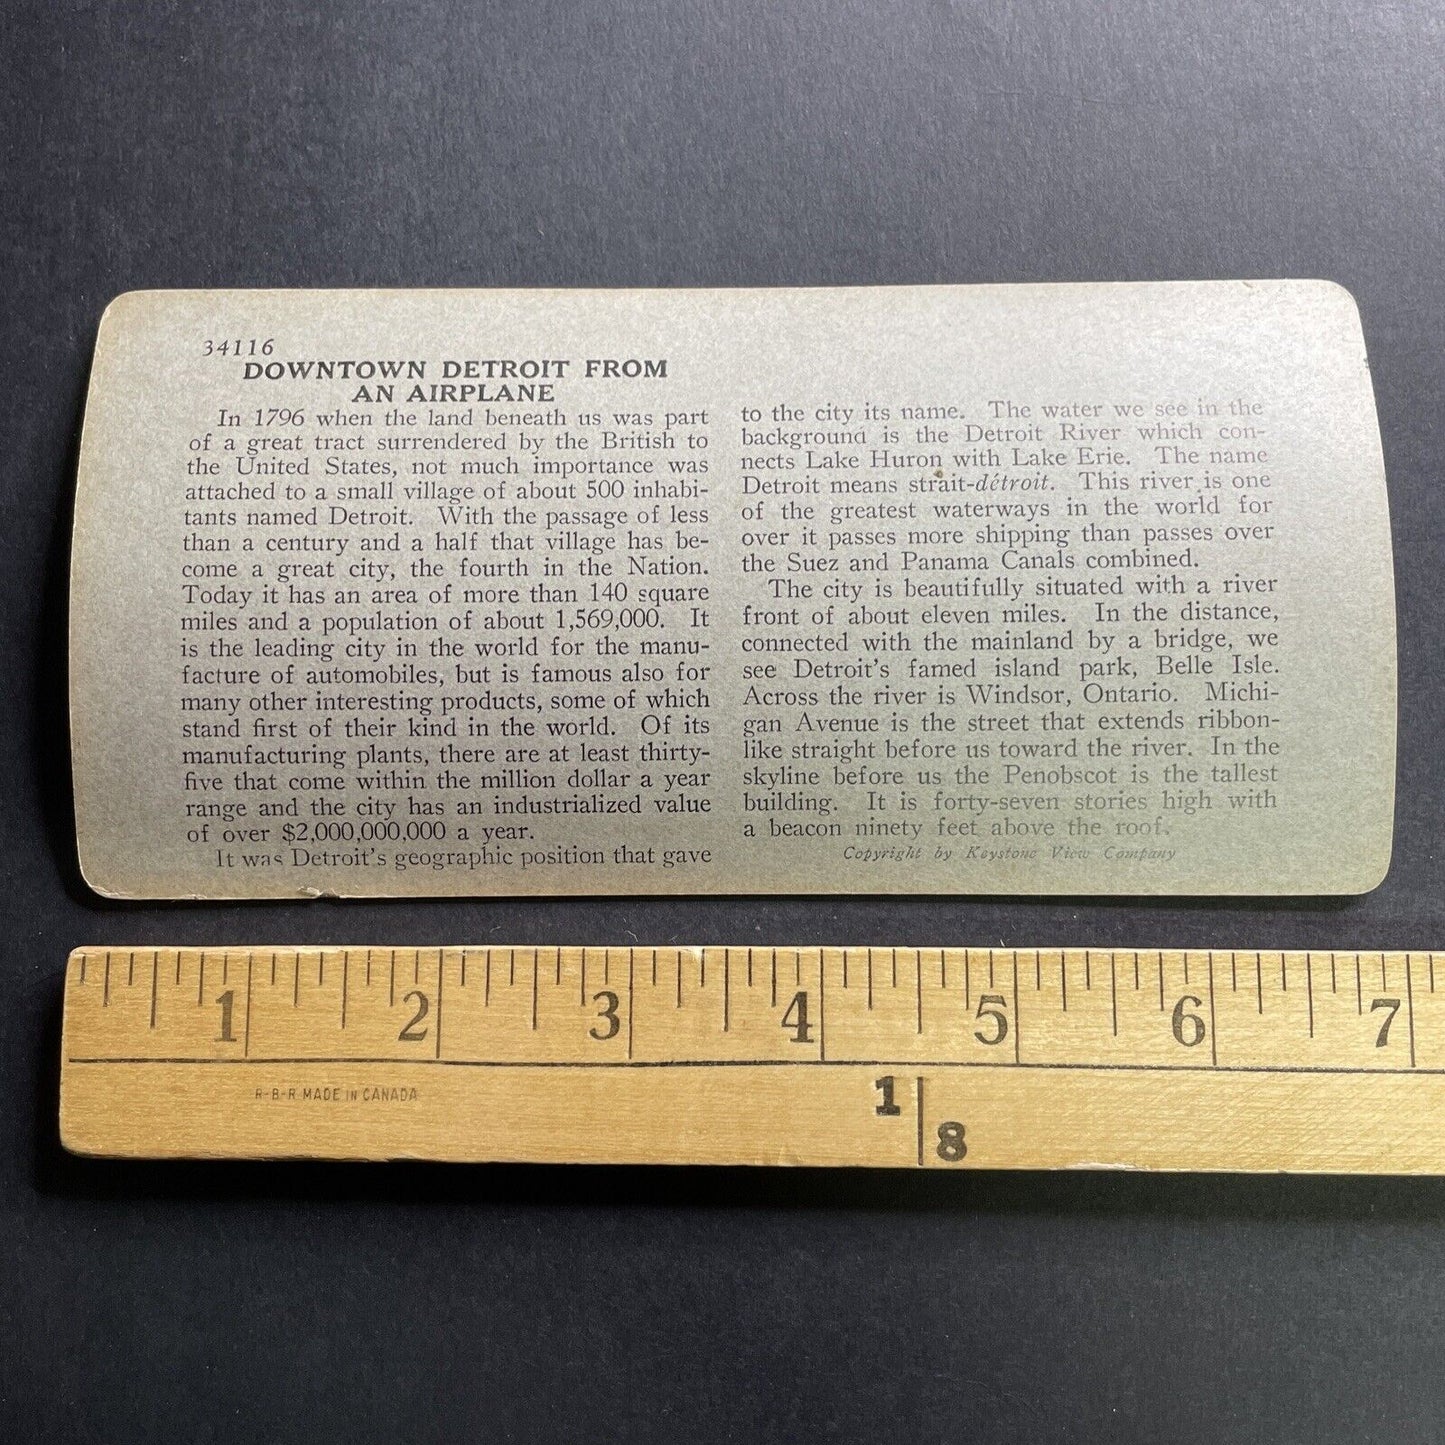 34116
DOWNTOWN DETROIT FROM
AN AIRPLANE
In 1796 when the land beneath us was part
of a great tract surrendered by the British to
the United States, not much importance was
attached to a small village of about 500 inhabi-
tants named Detroit. With the passage of less
than a century and a half that village has be-
come a great city, the fourth in the Nation.
Today it has an area of more than 140 square
miles and a population of about 1,569,000. It
is the leading city in the world for the manu-
facture of automobiles, but is famous also for
many other interesting products, some of which
stand first of their kind in the world. Of its
manufacturing plants, there are at least thirty-
five that come within the million dollar a year
range and the city has an industrialized value
of over $2,000,000,000 a year.
It was Detroit's geographic position that gave
to the city its name. The water we see in the
background is the Detroit River which con-
nects Lake Huron with Lake Erie. The name
Detroit means strait-détroit. This river is one
of the greatest waterways in the world for
over it passes more shipping than passes over
the Suez and Panama Canals combined.
The city is beautifully situated with a river
front of about eleven miles. In the distance,
connected with the mainland by a bridge, we
see Detroit's famed island park, Belle Isle.
Across the river is Windsor, Ontario. Michi-
gan Avenue is the street that extends ribbon-
like straight before us toward the river. In the
skyline before us the Penobscot is the tallest
building. It is forty-seven stories high with
a beacon ninety feet above the roof.
Copyright by Keystone View Company
1 2 3 4 5 6 7
R-B-R MADE IN CANADA
1 8